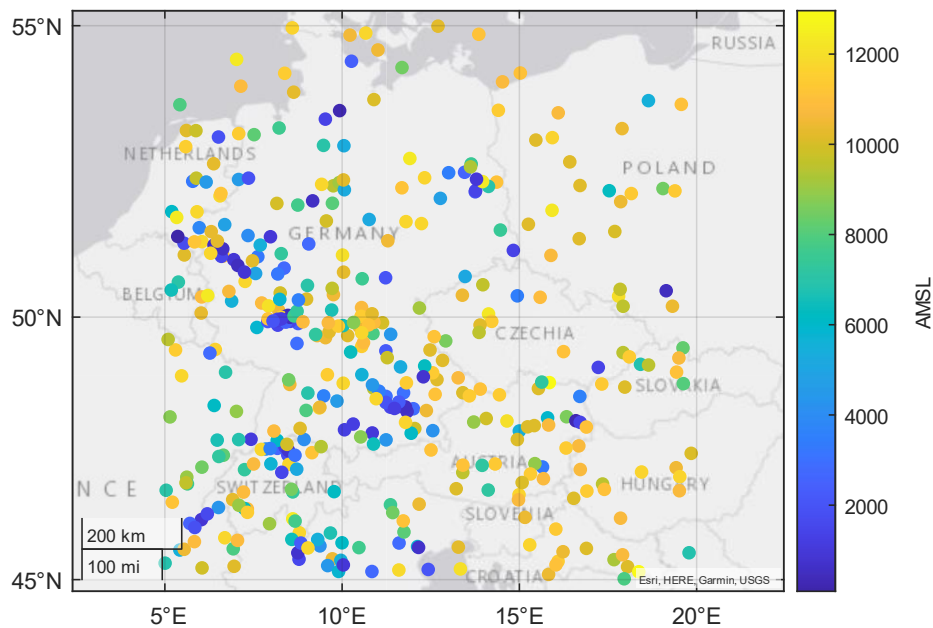 55°N
50°N
45°N
5°E
10°E
15°E
20°E
RUSSIA
NETHERLANDS
POLAND
GERMANY
BELGIUM
CZECHIA
SLOVAKIA
AUSTRIA
N C E
SWITZERLAND
HUNGARY
SLOVENIA
CROATIA
200 km
100 mi
Esri, HERE, Garmin, USGS
12000
10000
8000
6000
4000
2000
AMSL